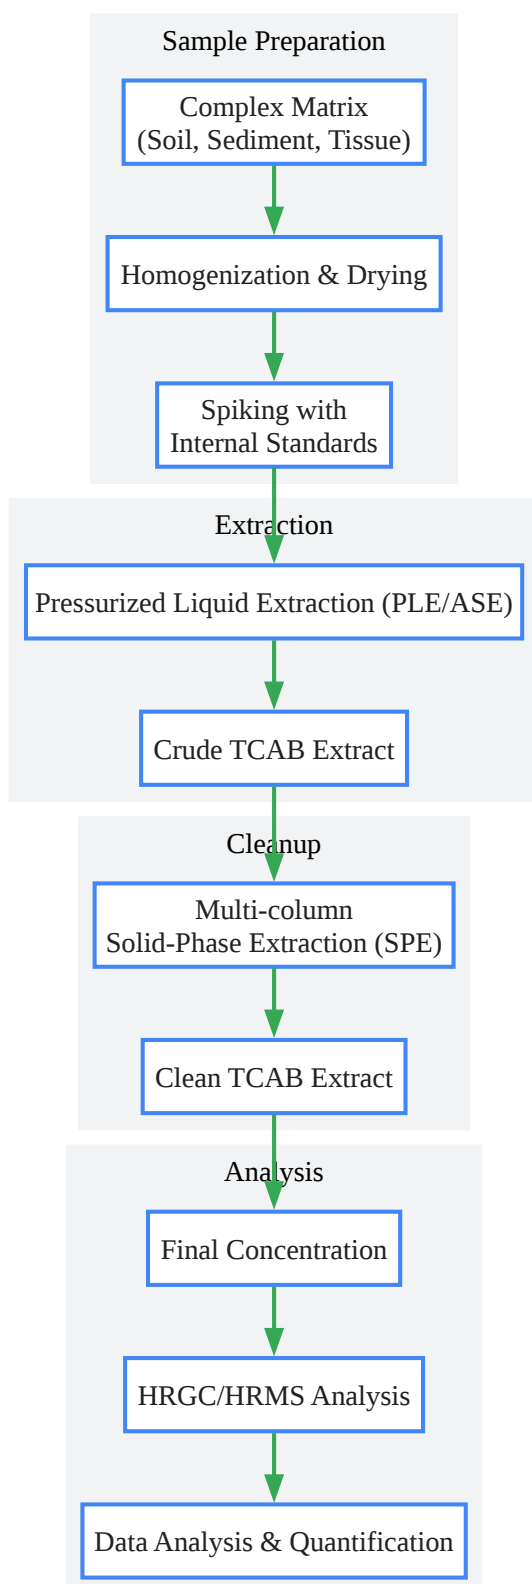 Sample Preparation
Complex Matrix
(Soil, Sediment, Tissue)
Homogenization & Drying
Spiking with
Internal Standards
Extraction
Pressurized Liquid Extraction (PLE/ASE)
Crude TCAB Extract
Cleanup
Multi-column
Solid-Phase Extraction (SPE)
Clean TCAB Extract
Analysis
Final Concentration
HRGC/HRMS Analysis
Data Analysis & Quantification